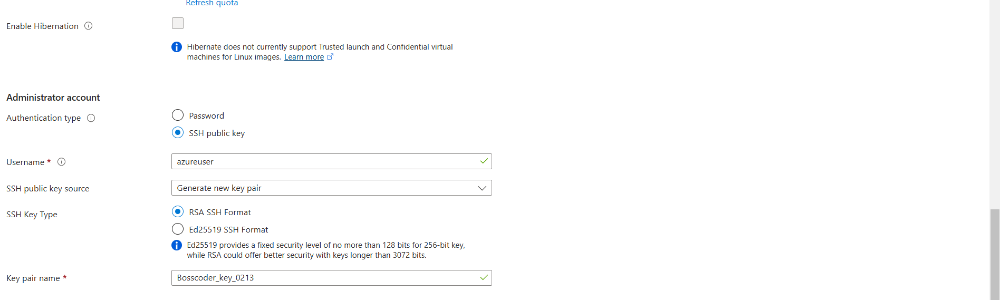 Refresh quota
Enable Hibernation
Hibernate does not currently support Trusted launch and Confidential virtual
machines for Linux images. Learn more
Administrator account
Authentication type
Password
SSH public key
Username *
azureuser
SSH public key source
Generate new key pair
SSH Key Type
RSA SSH Format
Ed25519 SSH Format
Ed25519 provides a fixed security level of no more than 128 bits for 256-bit key,
while RSA could offer better security with keys longer than 3072 bits.
Key pair name *
Bosscoder_key_0213